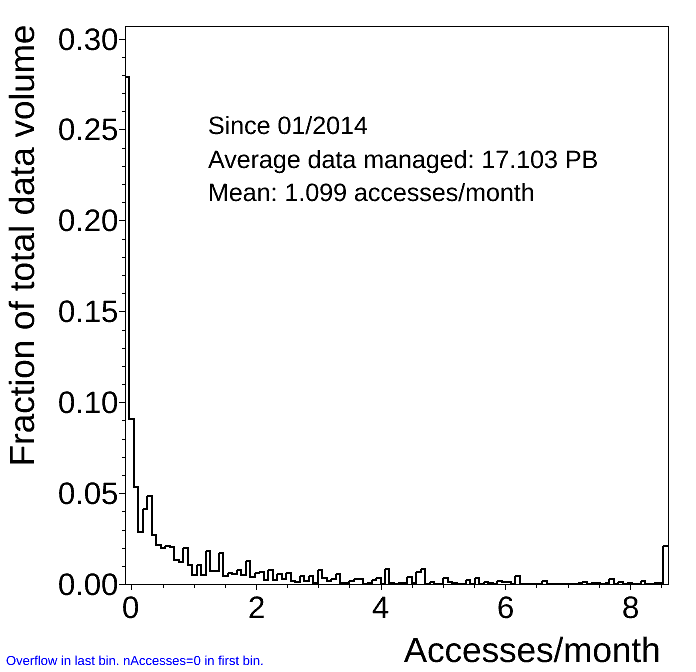 Fraction of total data volume
0.30
0.25
0.20
0.15
0.10
0.05
0.00
Since 01/2014
Average data managed: 17.103 PB
Mean: 1.099 accesses/month
0 2 4 6 8
Accesses/month
Overflow in last bin. nAccesses=0 in first bin.